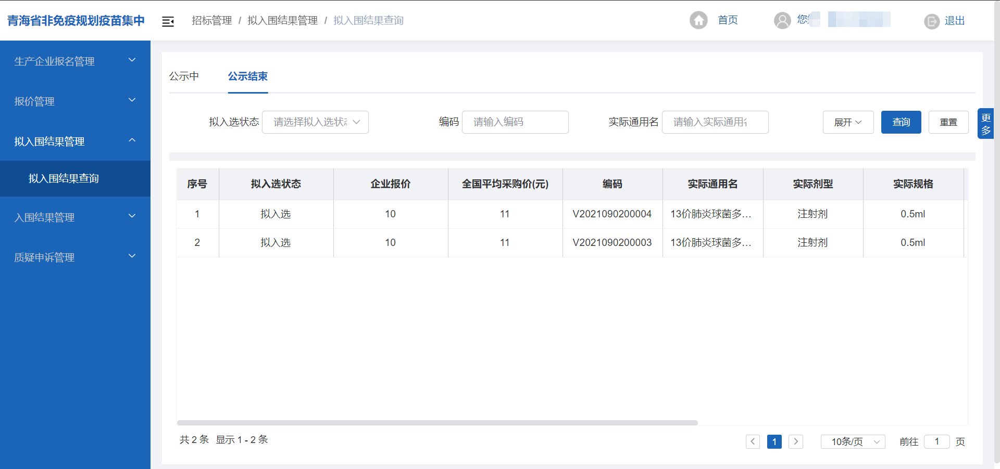 青海省非免疫规划疫苗集中
招标管理 / 拟入围结果管理 / 拟入围结果查询
首页
您
退出
生产企业报名管理
报价管理
拟入围结果管理
拟入围结果查询
入围结果管理
质疑申诉管理
公示中 公示结束
拟入选状态 请选择拟入选状 编码 请输入编码 实际通用名 请输入实际通用 展开 查询 重置
更多
序号 拟入选状态 企业报价 全国平均采购价(元) 编码 实际通用名 实际剂型 实际规格
1 拟入选 10 11 V2021090200004 13价肺炎球菌多... 注射剂 0.5ml
2 拟入选 10 11 V2021090200003 13价肺炎球菌多... 注射剂 0.5ml
共 2 条 显示 1 - 2 条
1 10条/页 前往 1 页